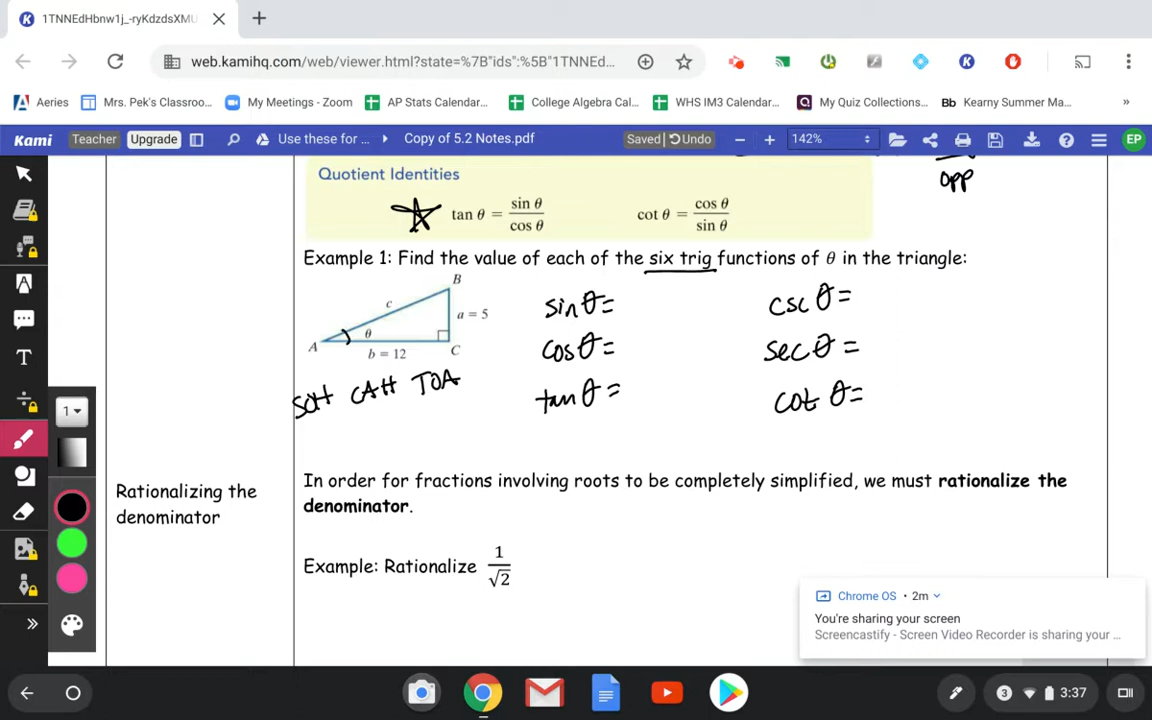 1TNNEdHbnw1j_-ryKdzdsXMU
web.kamihq.com/web/viewer.html?state=%7B"ids":%5B"1TNNEd...
Aeries Mrs. Pek's Classroo... My Meetings - Zoom AP Stats Calendar... College Algebra Cal... WHS IM3 Calendar... My Quiz Collections... Bb Kearny Summer Ma... »
Kami Teacher Upgrade Use these for ... Copy of 5.2 Notes.pdf Saved Undo 142% EP
opp
Quotient Identities
tan θ = sin θ / cos θ cot θ = cos θ / sin θ
Example 1: Find the value of each of the six trig functions of θ in the triangle:
B
c
a = 5
θ
A
b = 12
C
SOH CAH TOA
sin θ = csc θ =
cos θ = sec θ =
tan θ = cot θ =
1
Rationalizing the
denominator
In order for fractions involving roots to be completely simplified, we must rationalize the
denominator.
Example: Rationalize 1/√2
Chrome OS • 2m
You're sharing your screen
Screencastify - Screen Video Recorder is sharing your ...
3 3:37